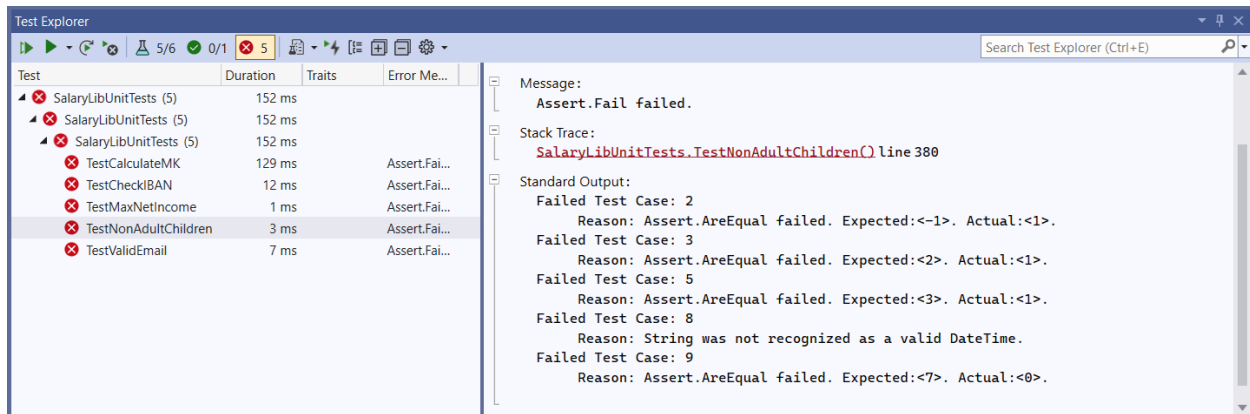 Test Explorer
5/6 0/1 5 Search Test Explorer (Ctrl+E)
Test Duration Traits Error Me...
SalaryLibUnitTests (5) 152 ms
SalaryLibUnitTests (5) 152 ms
SalaryLibUnitTests (5) 152 ms
TestCalculateMK 129 ms Assert.Fai...
TestCheckIBAN 12 ms Assert.Fai...
TestMaxNetIncome 1 ms Assert.Fai...
TestNonAdultChildren 3 ms Assert.Fai...
TestValidEmail 7 ms Assert.Fai...
Message:
Assert.Fail failed.
Stack Trace:
SalaryLibUnitTests.TestNonAdultChildren() line 380
Standard Output:
Failed Test Case: 2
Reason: Assert.AreEqual failed. Expected:<-1>. Actual:<1>.
Failed Test Case: 3
Reason: Assert.AreEqual failed. Expected:<2>. Actual:<1>.
Failed Test Case: 5
Reason: Assert.AreEqual failed. Expected:<3>. Actual:<1>.
Failed Test Case: 8
Reason: String was not recognized as a valid DateTime.
Failed Test Case: 9
Reason: Assert.AreEqual failed. Expected:<7>. Actual:<0>.